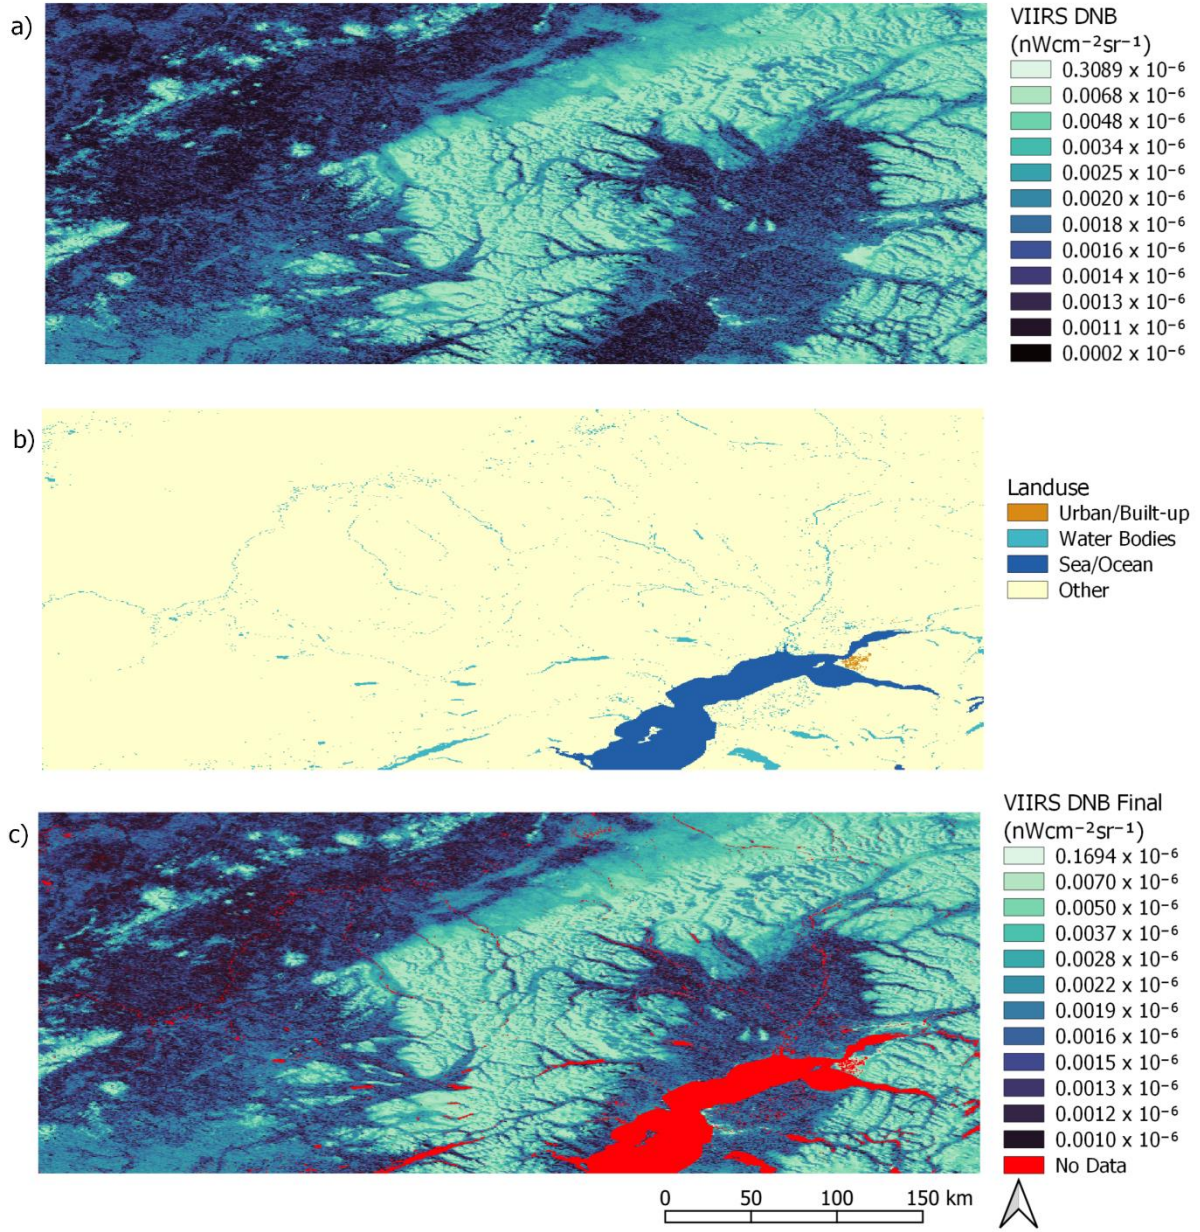 a)
VIIRS DNB
(nWcm⁻²sr⁻¹)
0.3089 x 10⁻⁶
0.0068 x 10⁻⁶
0.0048 x 10⁻⁶
0.0034 x 10⁻⁶
0.0025 x 10⁻⁶
0.0020 x 10⁻⁶
0.0018 x 10⁻⁶
0.0016 x 10⁻⁶
0.0014 x 10⁻⁶
0.0013 x 10⁻⁶
0.0011 x 10⁻⁶
0.0002 x 10⁻⁶
b)
Landuse
Urban/Built-up
Water Bodies
Sea/Ocean
Other
c)
VIIRS DNB Final
(nWcm⁻²sr⁻¹)
0.1694 x 10⁻⁶
0.0070 x 10⁻⁶
0.0050 x 10⁻⁶
0.0037 x 10⁻⁶
0.0028 x 10⁻⁶
0.0022 x 10⁻⁶
0.0019 x 10⁻⁶
0.0016 x 10⁻⁶
0.0015 x 10⁻⁶
0.0013 x 10⁻⁶
0.0012 x 10⁻⁶
0.0010 x 10⁻⁶
No Data
0 50 100 150 km